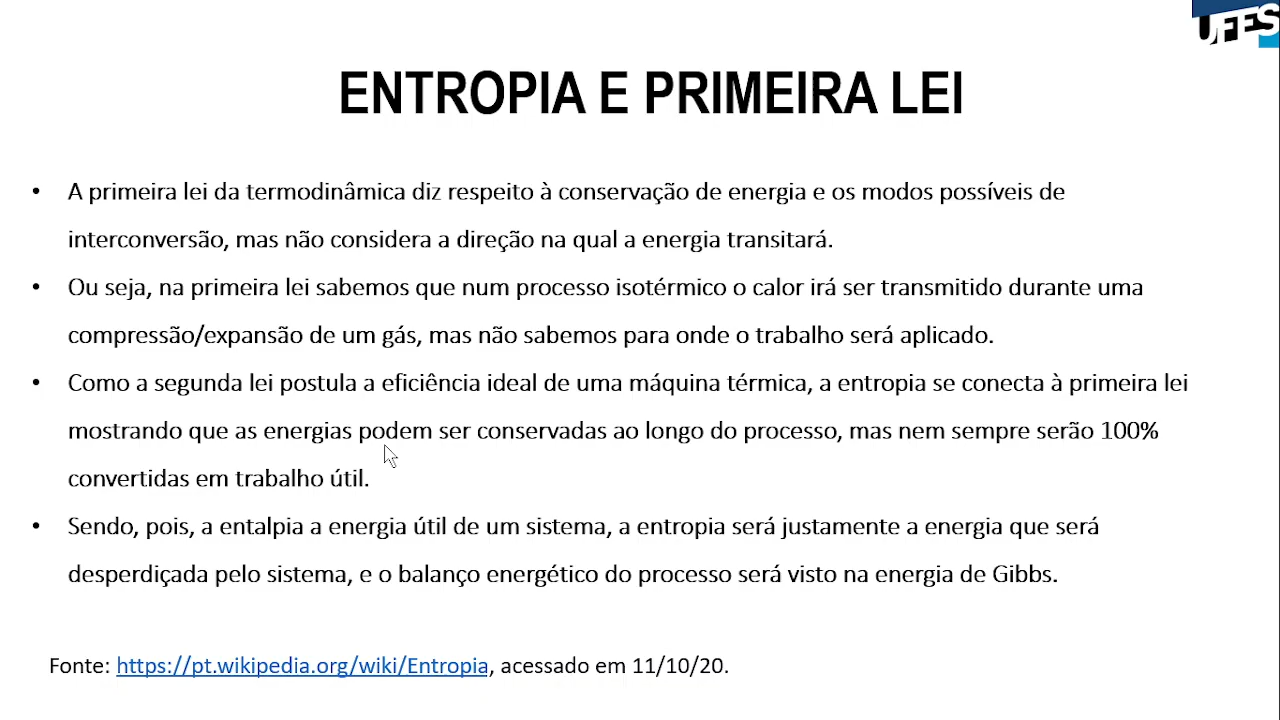 UFES
ENTROPIA E PRIMEIRA LEI
• A primeira lei da termodinâmica diz respeito à conservação de energia e os modos possíveis de
interconversão, mas não considera a direção na qual a energia transitará.
• Ou seja, na primeira lei sabemos que num processo isotérmico o calor irá ser transmitido durante uma
compressão/expansão de um gás, mas não sabemos para onde o trabalho será aplicado.
• Como a segunda lei postula a eficiência ideal de uma máquina térmica, a entropia se conecta à primeira lei
mostrando que as energias podem ser conservadas ao longo do processo, mas nem sempre serão 100%
convertidas em trabalho útil.
• Sendo, pois, a entalpia a energia útil de um sistema, a entropia será justamente a energia que será
desperdiçada pelo sistema, e o balanço energético do processo será visto na energia de Gibbs.
Fonte: https://pt.wikipedia.org/wiki/Entropia, acessado em 11/10/20.